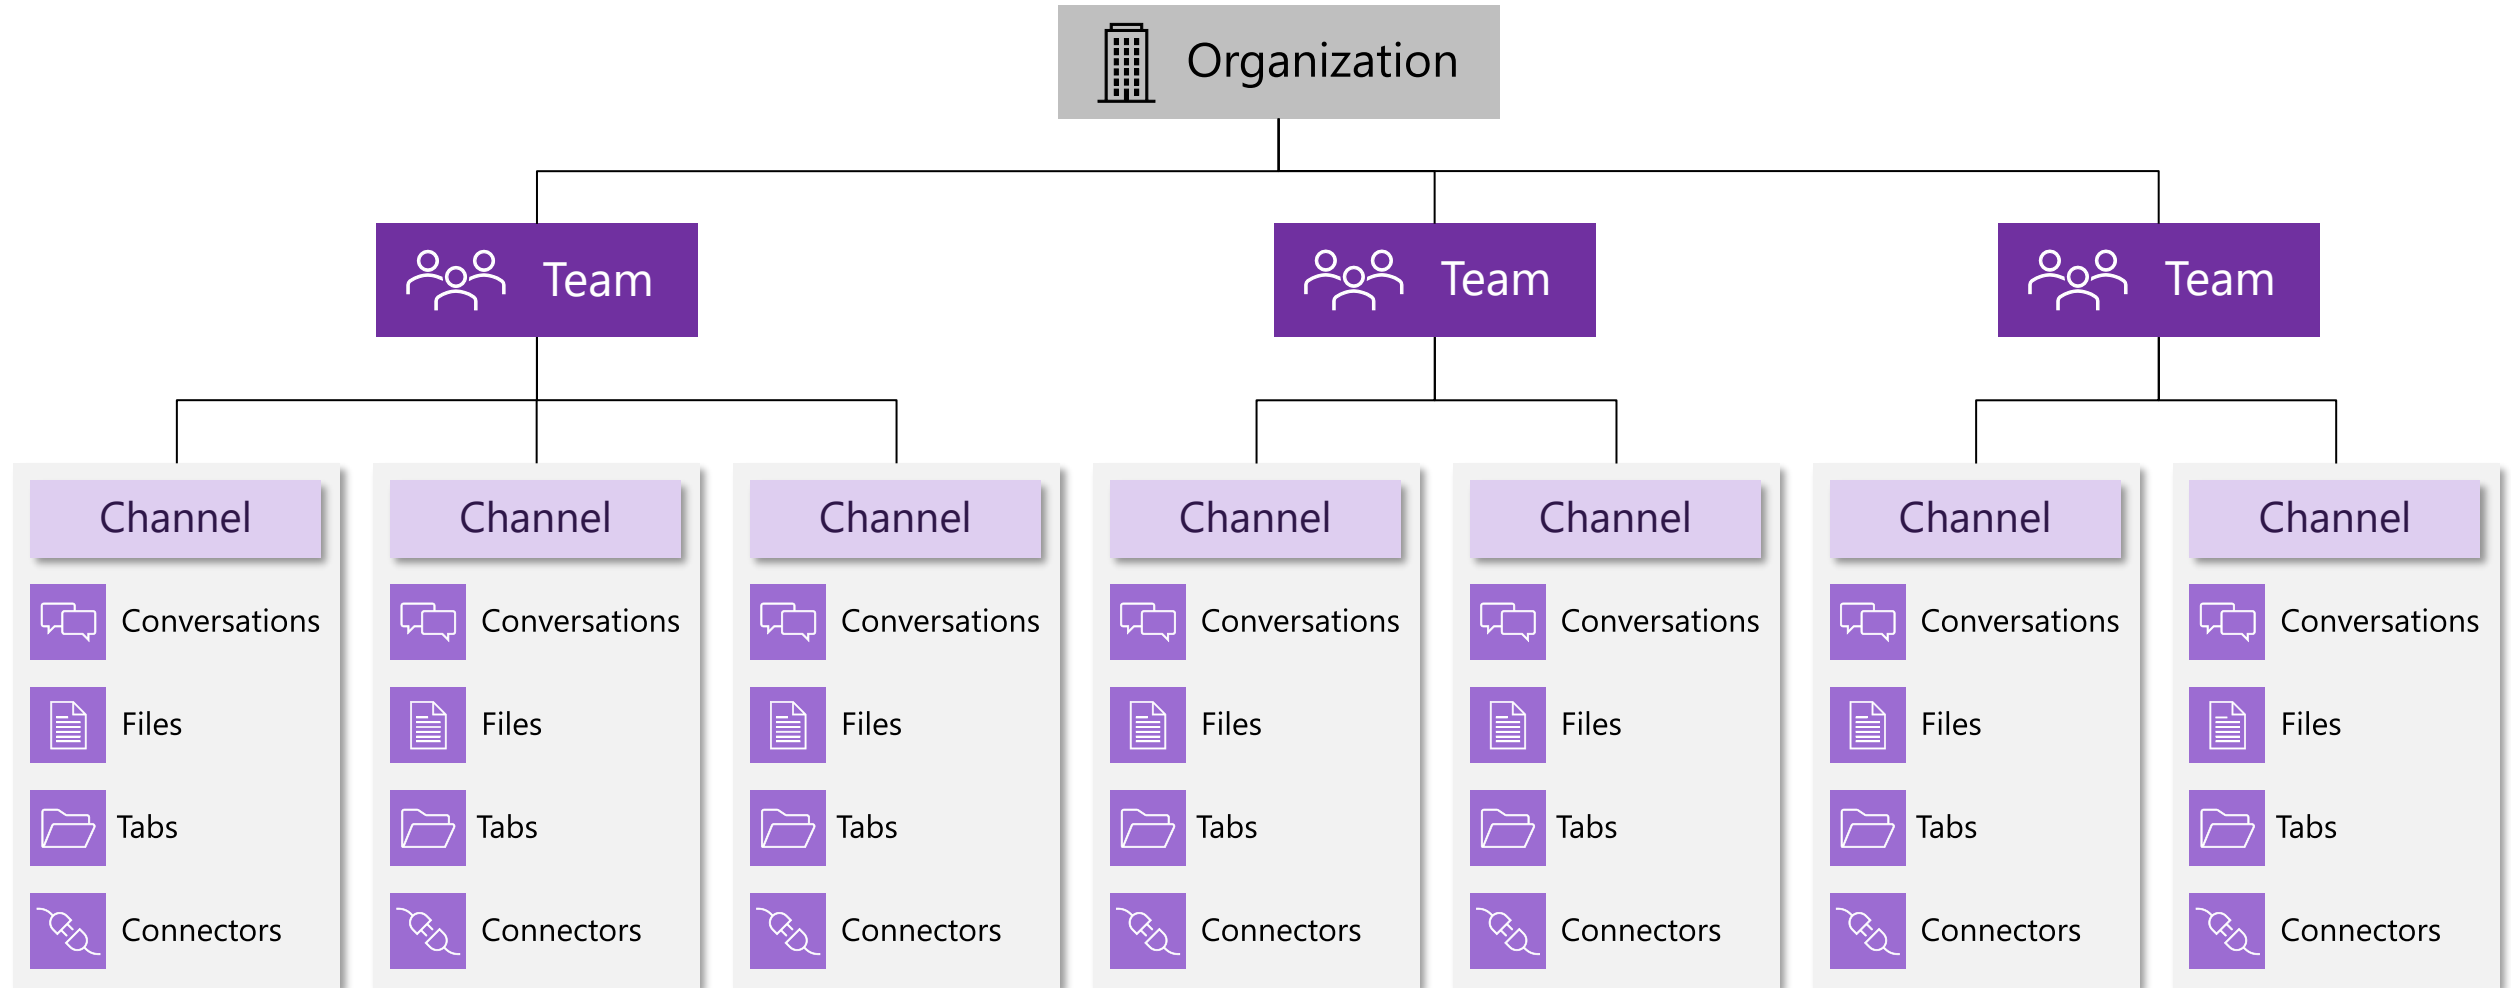 Organization
Team
Team
Team
Channel
Channel
Channel
Channel
Channel
Channel
Channel
Conversations
Conversations
Conversations
Conversations
Conversations
Conversations
Conversations
Files
Files
Files
Files
Files
Files
Files
Tabs
Tabs
Tabs
Tabs
Tabs
Tabs
Tabs
Connectors
Connectors
Connectors
Connectors
Connectors
Connectors
Connectors